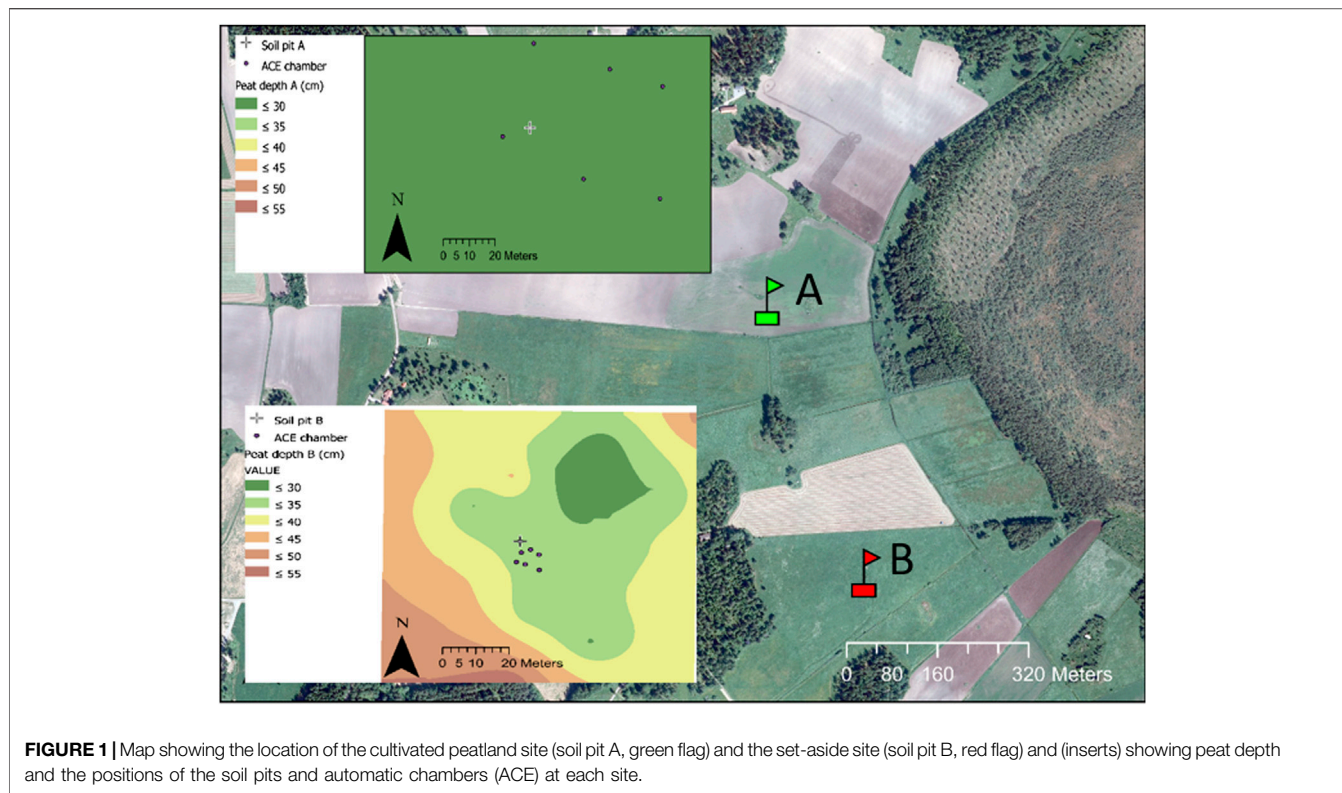 Soil pit A
ACE chamber
Peat depth A (cm)
≤ 30
≤ 35
≤ 40
≤ 45
≤ 50
≤ 55
N
0 5 10 20 Meters
A
Soil pit B
ACE chamber
Peat depth B (cm)
VALUE
≤ 30
≤ 35
≤ 40
≤ 45
≤ 50
≤ 55
N
0 5 10 20 Meters
B
0 80 160 320 Meters
FIGURE 1 | Map showing the location of the cultivated peatland site (soil pit A, green flag) and the set-aside site (soil pit B, red flag) and (inserts) showing peat depth
and the positions of the soil pits and automatic chambers (ACE) at each site.